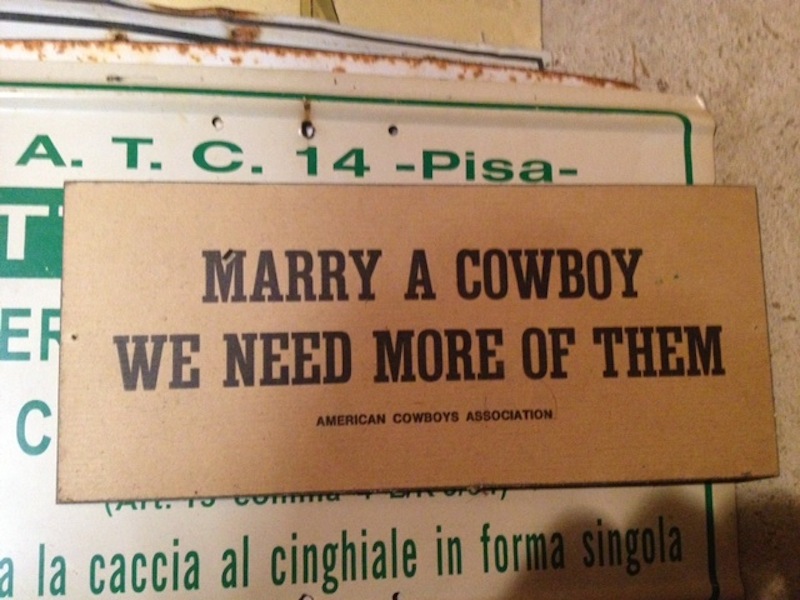 A. T. C. 14 -Pisa-
MARRY A COWBOY
WE NEED MORE OF THEM
AMERICAN COWBOYS ASSOCIATION
C
a la caccia al cinghiale in forma singola